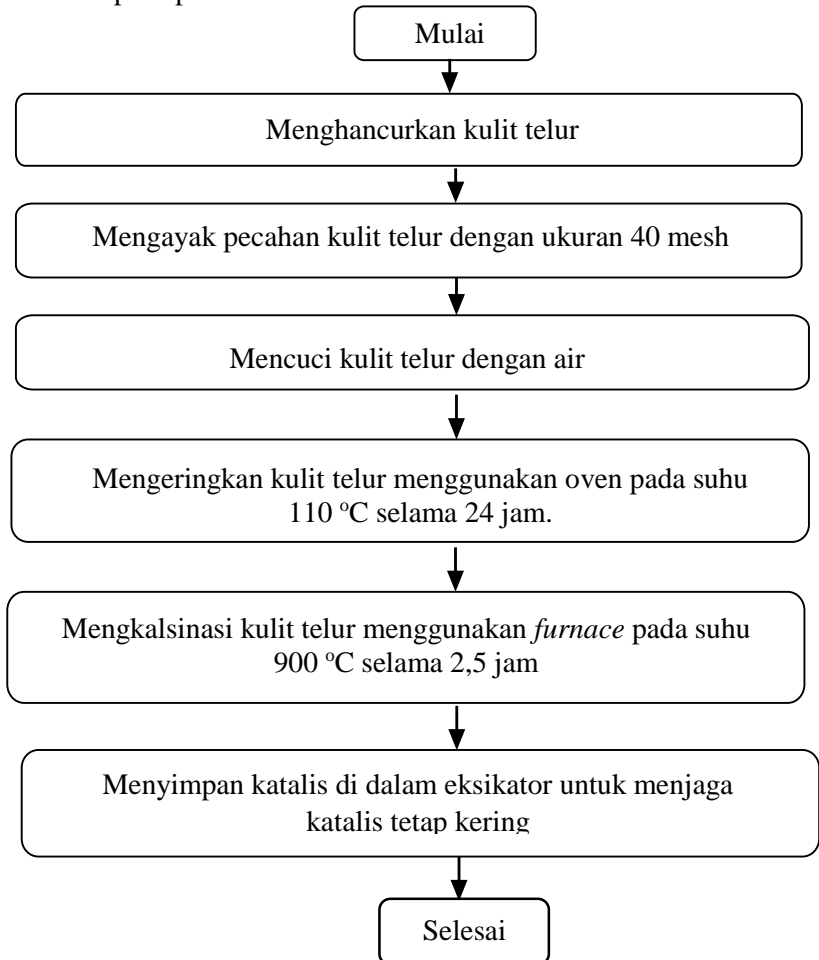 Mulai
Menghancurkan kulit telur
Mengayak pecahan kulit telur dengan ukuran 40 mesh
Mencuci kulit telur dengan air
Mengeringkan kulit telur menggunakan oven pada suhu
110 ºC selama 24 jam.
Mengkalsinasi kulit telur menggunakan furnace pada suhu
900 ºC selama 2,5 jam
Menyimpan katalis di dalam eksikator untuk menjaga
katalis tetap kering
Selesai